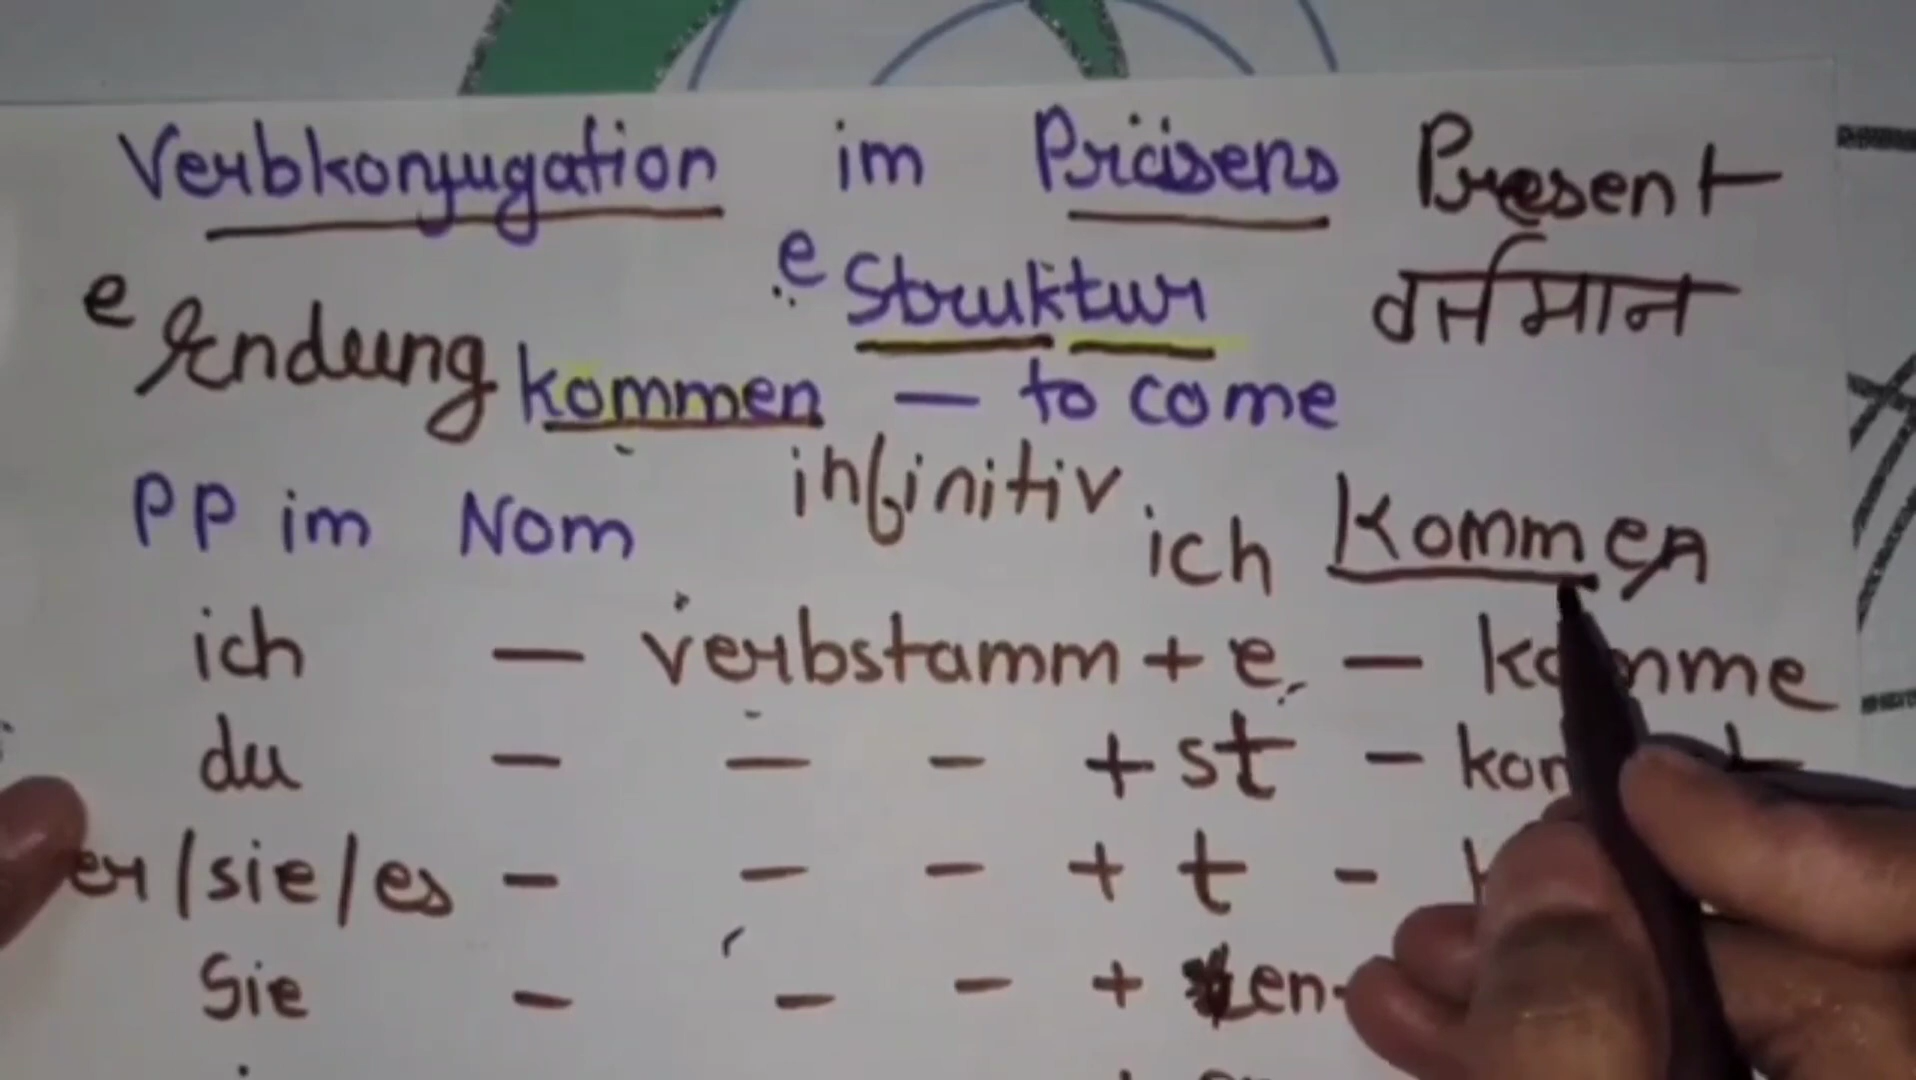 Verbkonjugation im Präsens Present
e Struktur वर्तमान
e Endung kommen — to come
infinitiv
PP im Nom ich kommen
ich — verbstamm + e — komme
du — — - + st -
er/sie/es - - - + t -
Sie - - - + en -